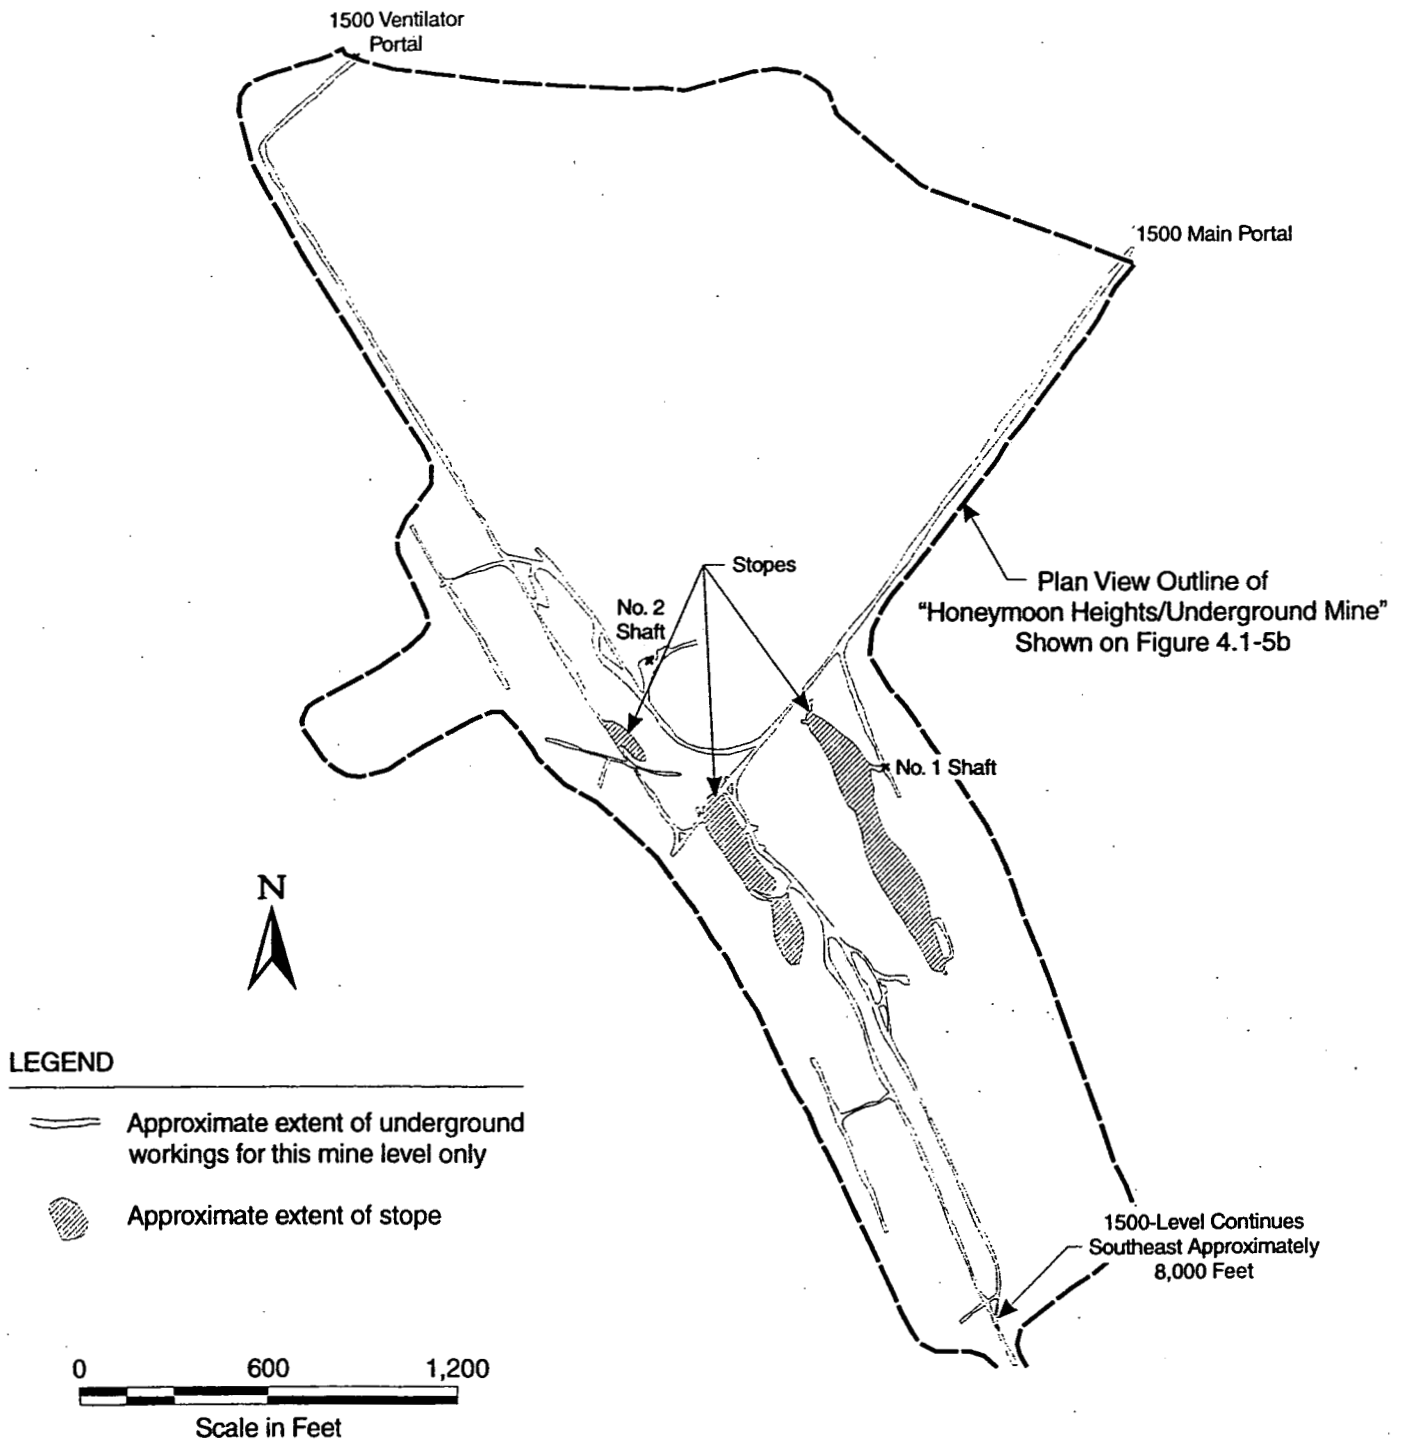 1500 Ventilator
Portal
1500 Main Portal
Stopes
No. 2
Shaft
Plan View Outline of
“Honeymoon Heights/Underground Mine”
Shown on Figure 4.1-5b
No. 1 Shaft
N
LEGEND
Approximate extent of underground
workings for this mine level only
Approximate extent of stope
1500-Level Continues
Southeast Approximately
8,000 Feet
0 600 1,200
Scale in Feet